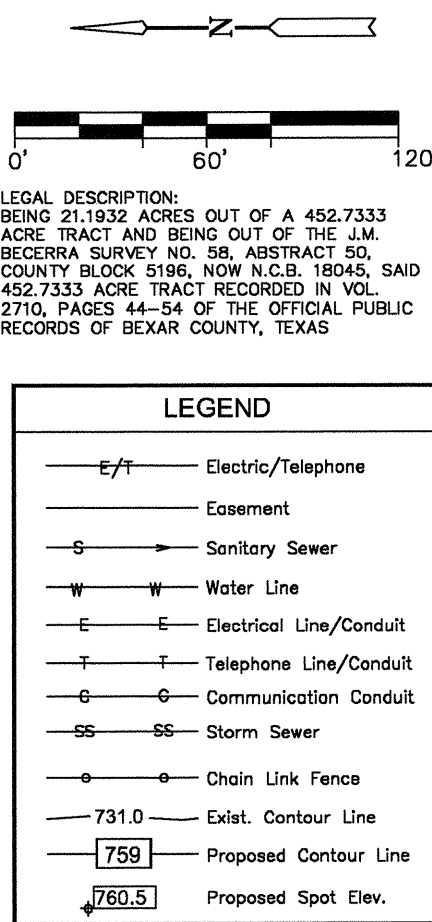 N
0' 60' 120
LEGAL DESCRIPTION:
BEING 21.1932 ACRES OUT OF A 452.7333
ACRE TRACT AND BEING OUT OF THE J.M.
BECERRA SURVEY NO. 58, ABSTRACT 50,
COUNTY BLOCK 5196, NOW N.C.B. 18045, SAID
452.7333 ACRE TRACT RECORDED IN VOL.
2710, PAGES 44-54 OF THE OFFICIAL PUBLIC
RECORDS OF BEXAR COUNTY, TEXAS
LEGEND
E/T Electric/Telephone
Easement
S Sanitary Sewer
W W Water Line
E E Electrical Line/Conduit
T T Telephone Line/Conduit
C C Communication Conduit
SS SS Storm Sewer
Chain Link Fence
731.0 Exist. Contour Line
759 Proposed Contour Line
760.5 Proposed Spot Elev.